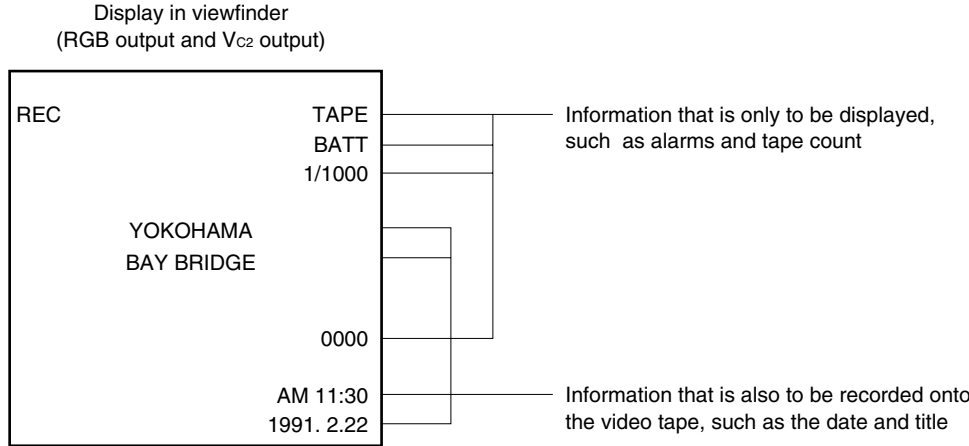 Display in viewfinder
(RGB output and VC2 output)
REC
TAPE
BATT
1/1000
YOKOHAMA
BAY BRIDGE
0000
AM 11:30
1991. 2.22
Information that is only to be displayed,
such as alarms and tape count
Information that is also to be recorded onto
the video tape, such as the date and title